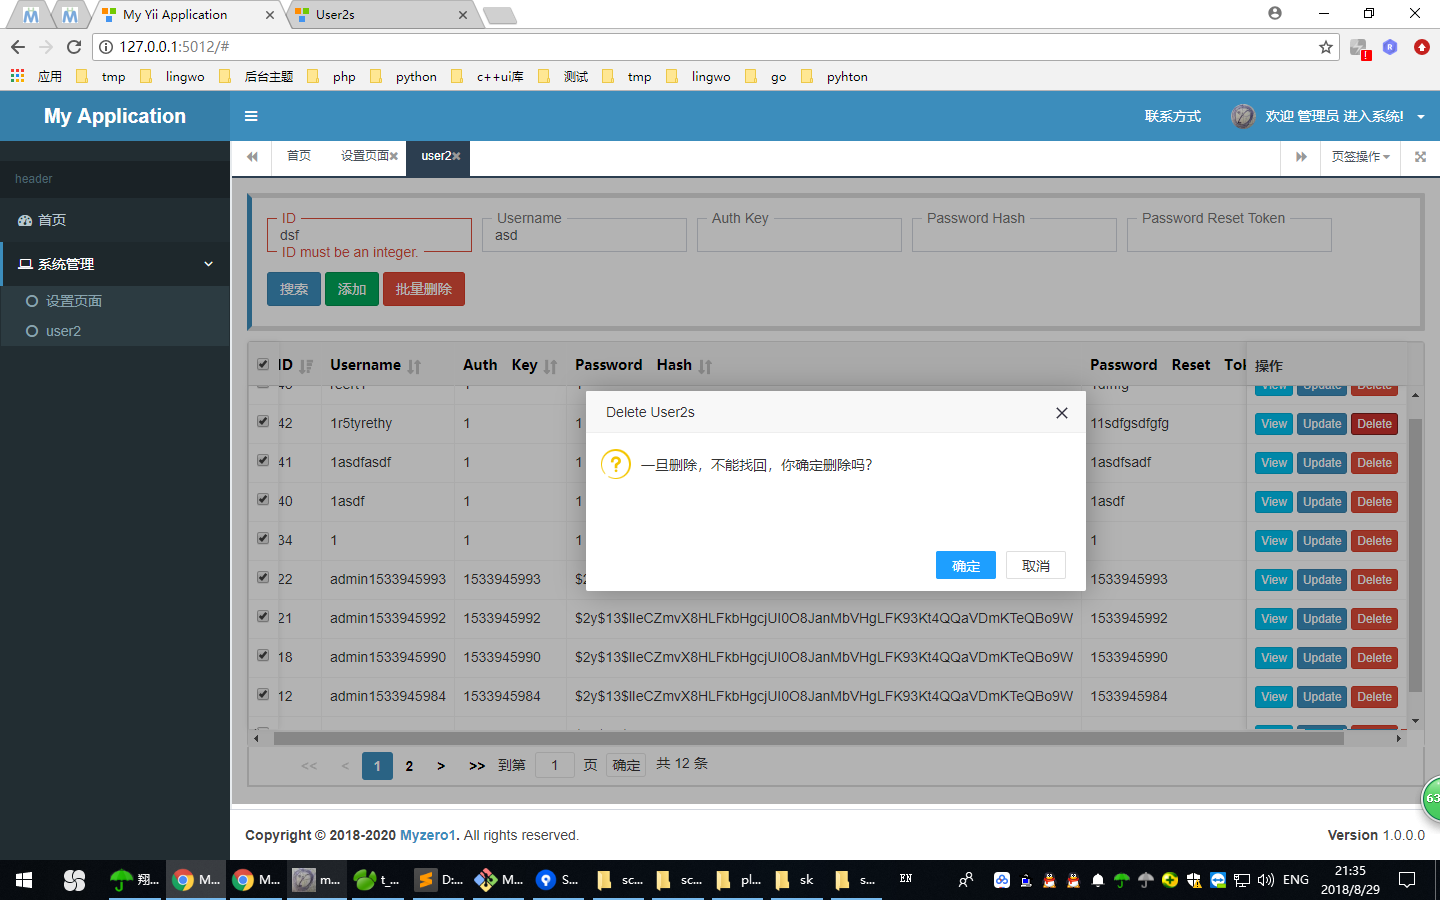 My Yii Application
User2s
127.0.0.1:5012/#
应用 tmp lingwo 后台主题 php python c++ui库 测试 tmp lingwo go pyhton
My Application
联系方式 欢迎 管理员 进入系统!
首页 设置页面 user2 页签操作
header
首页
系统管理
设置页面
user2
ID Username Auth Key Password Hash Password Reset Token
dsf asd
ID must be an integer.
搜索 添加 批量删除
ID Username Auth Key Password Hash Password Reset Tok 操作
View Update Delete
42 1r5tyrethy 1 1 11sdfgsdfgfg View Update Delete
41 1asdfasdf 1 1 1asdfsadf View Update Delete
40 1asdf 1 1 1asdf View Update Delete
34 1 1 1 1 View Update Delete
22 admin1533945993 1533945993 $2 1533945993 View Update Delete
21 admin1533945992 1533945992 $2y$13$IIeCZmvX8HLFkbHgcjUI0O8JanMbVHgLFK93Kt4QQaVDmKTeQBo9W 1533945992 View Update Delete
18 admin1533945990 1533945990 $2y$13$IIeCZmvX8HLFkbHgcjUI0O8JanMbVHgLFK93Kt4QQaVDmKTeQBo9W 1533945990 View Update Delete
12 admin1533945984 1533945984 $2y$13$IIeCZmvX8HLFkbHgcjUI0O8JanMbVHgLFK93Kt4QQaVDmKTeQBo9W 1533945984 View Update Delete
Delete User2s
一旦删除，不能找回，你确定删除吗？
确定 取消
<< < 1 2 > >> 到第 1 页 确定 共 12 条
63
Copyright © 2018-2020 Myzero1. All rights reserved.
Version 1.0.0.0
翔... M... M... m... t_... D:... M... S... sc... sc... pl... sk s... EN ENG
21:35
2018/8/29